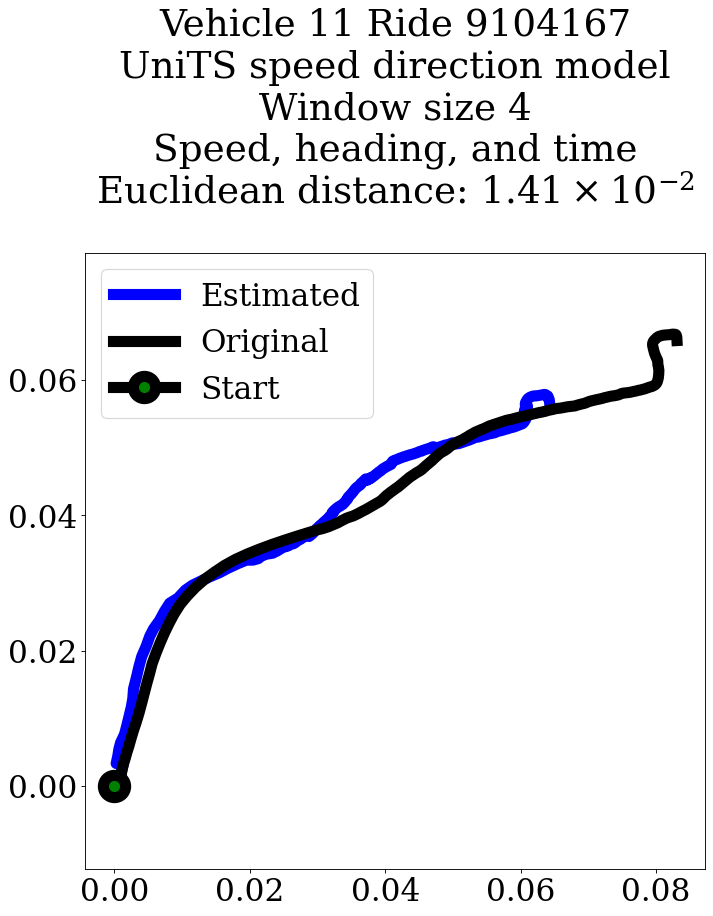 Vehicle 11 Ride 9104167
UniTS speed direction model
Window size 4
Speed, heading, and time
Euclidean distance: 1.41 × 10⁻²
Estimated
Original
Start
0.06
0.04
0.02
0.00
0.00 0.02 0.04 0.06 0.08